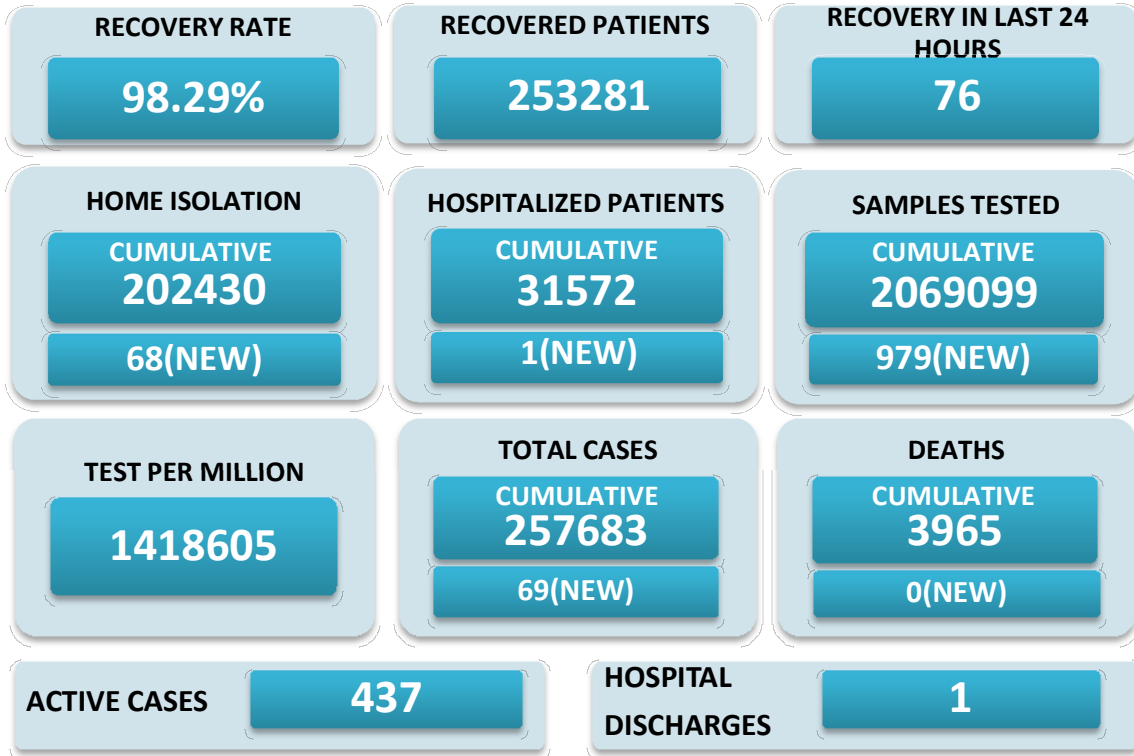 RECOVERY RATE
98.29%
RECOVERED PATIENTS
253281
RECOVERY IN LAST 24
HOURS
76
HOME ISOLATION
CUMULATIVE
202430
68(NEW)
HOSPITALIZED PATIENTS
CUMULATIVE
31572
1(NEW)
SAMPLES TESTED
CUMULATIVE
2069099
979(NEW)
TEST PER MILLION
1418605
TOTAL CASES
CUMULATIVE
257683
69(NEW)
DEATHS
CUMULATIVE
3965
0(NEW)
ACTIVE CASES
437
HOSPITAL
DISCHARGES
1